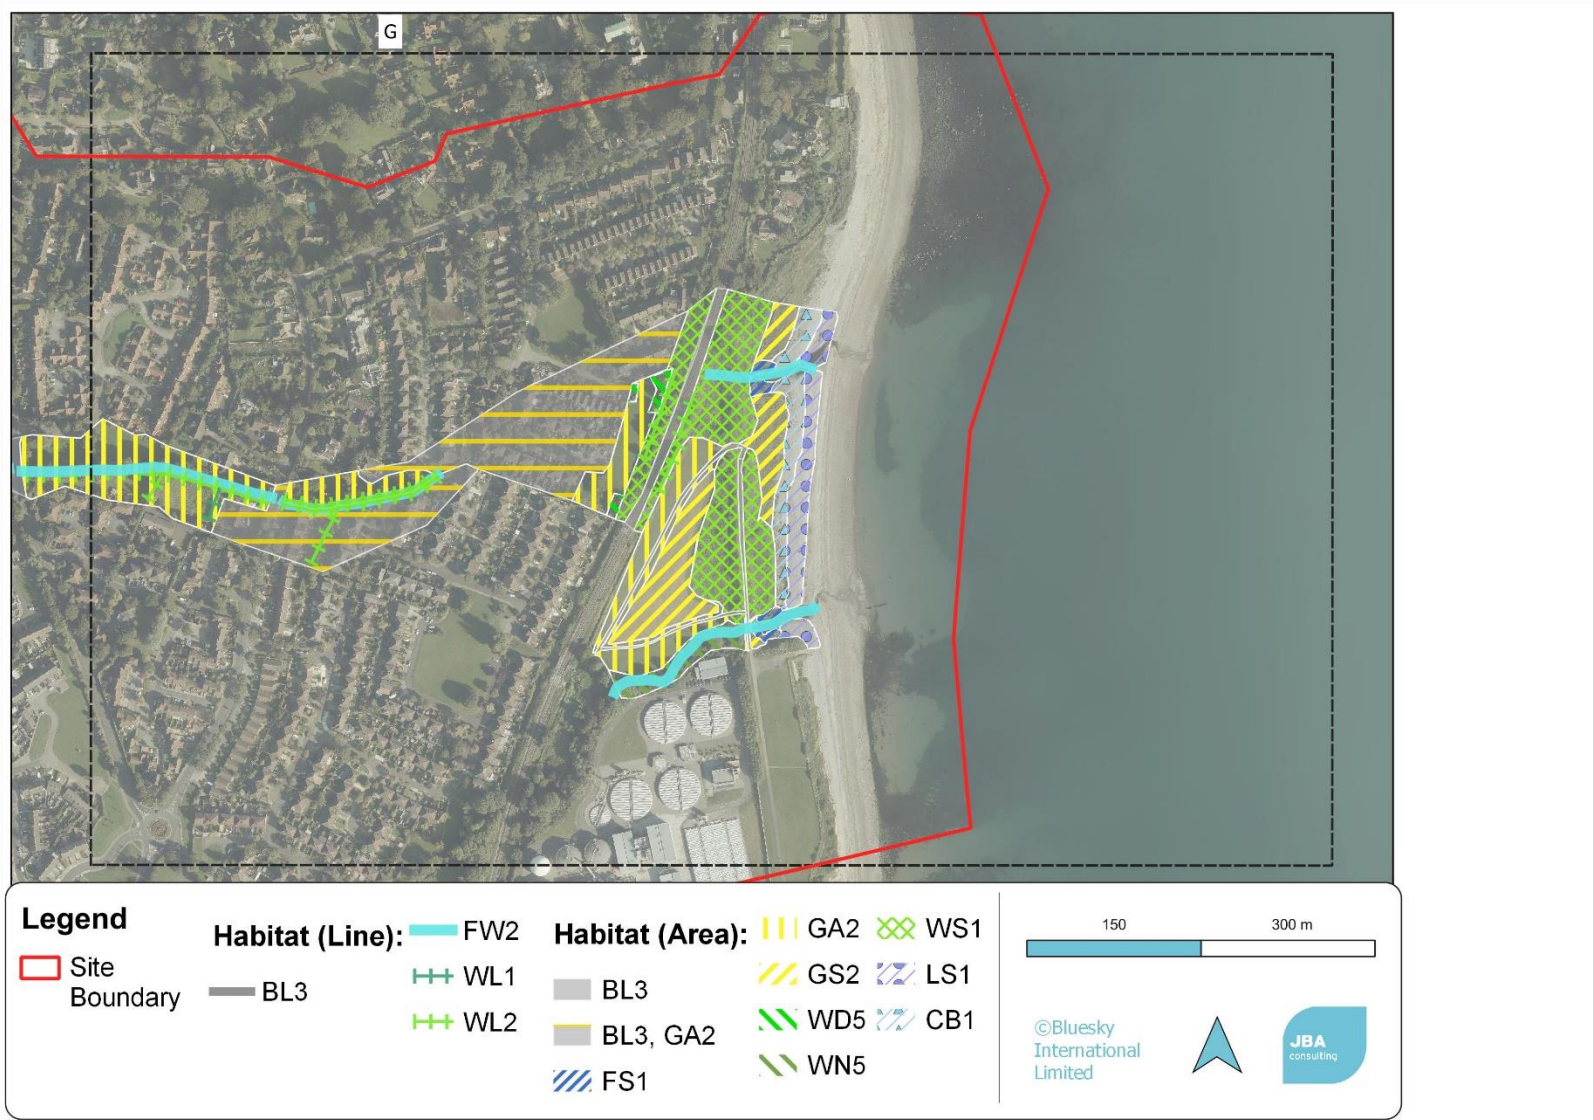 G
Legend
Site
Boundary
Habitat (Line):
BL3
FW2
WL1
WL2
Habitat (Area):
BL3
BL3, GA2
FS1
GA2
GS2
WD5
WN5
WS1
LS1
CB1
150
300 m
©Bluesky
International
Limited
JBA
consulting